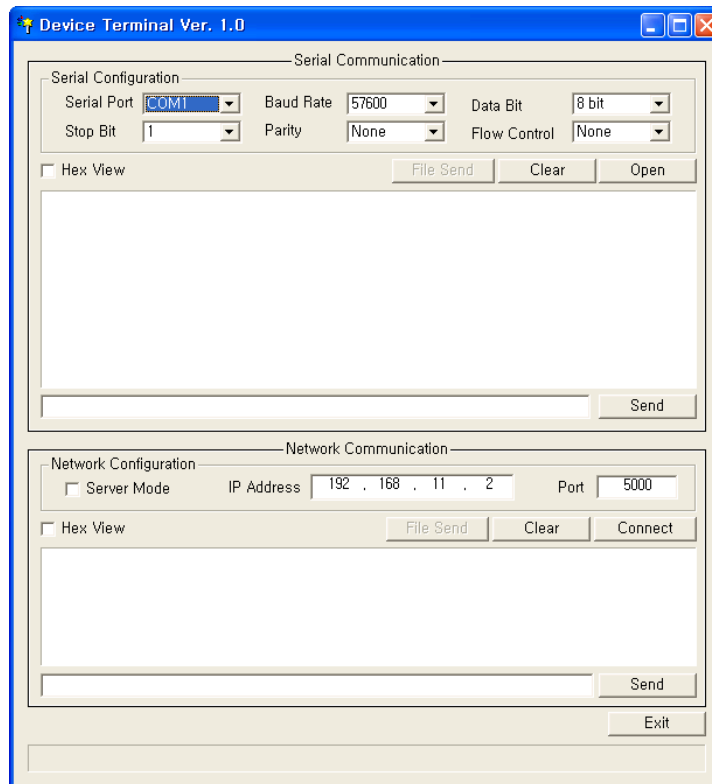 Device Terminal Ver. 1.0
Serial Communication
Serial Configuration
Serial Port COM1 Baud Rate 57600 Data Bit 8 bit
Stop Bit 1 Parity None Flow Control None
Hex View File Send Clear Open
Send
Network Communication
Network Configuration
Server Mode IP Address 192 . 168 . 11 . 2 Port 5000
Hex View File Send Clear Connect
Send
Exit